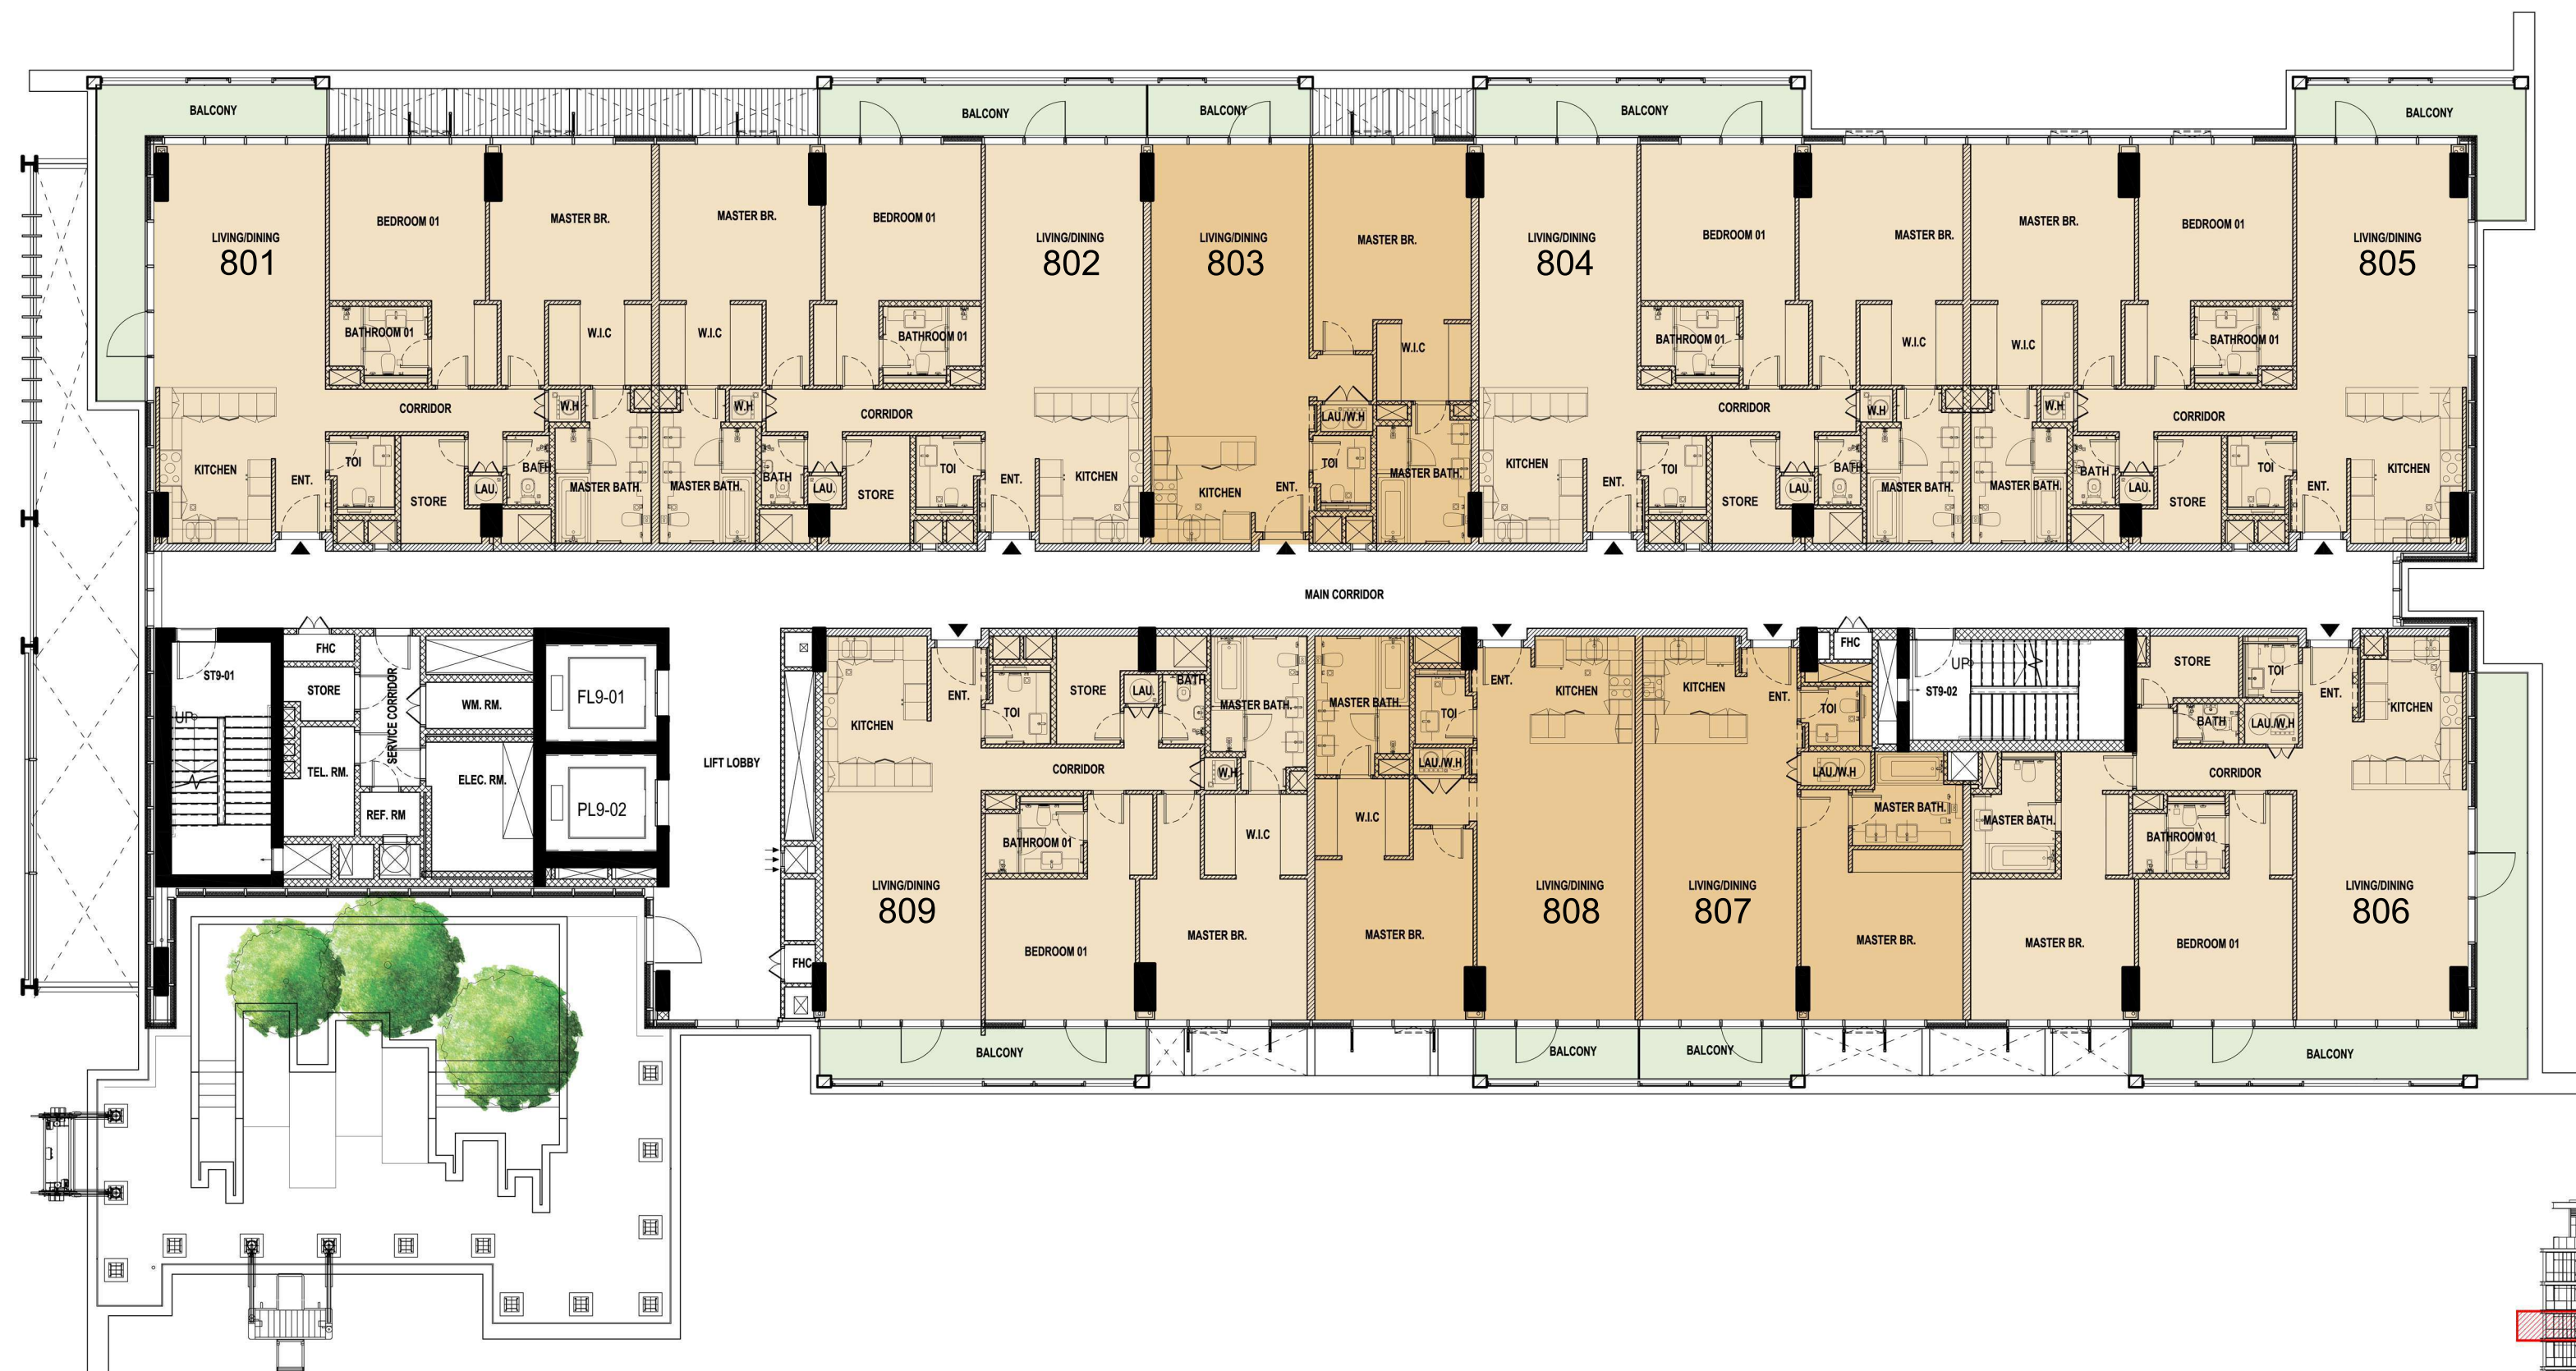 BALCONY
BALCONY
BALCONY
BALCONY
BALCONY
LIVING/DINING
801
BEDROOM 01
MASTER BR.
BATHROOM 01
W.I.C
CORRIDOR
W.H
KITCHEN
ENT.
TOI
STORE
LAU.
BATH
MASTER BATH.
MASTER BR.
BEDROOM 01
LIVING/DINING
802
W.I.C
BATHROOM 01
W.H
CORRIDOR
MASTER BATH.
BATH
LAU.
STORE
TOI
ENT.
KITCHEN
LIVING/DINING
803
MASTER BR.
W.I.C
LAU./W.H
KITCHEN
ENT.
TOI
MASTER BATH.
LIVING/DINING
804
BEDROOM 01
MASTER BR.
BATHROOM 01
W.I.C
CORRIDOR
W.H
KITCHEN
ENT.
TOI
STORE
LAU.
BATH
MASTER BATH.
MASTER BR.
BEDROOM 01
LIVING/DINING
805
W.I.C
BATHROOM 01
W.H
CORRIDOR
MASTER BATH.
BATH
LAU.
STORE
TOI
ENT.
KITCHEN
MAIN CORRIDOR
ST9-01
UP
FHC
STORE
TEL. RM.
SERVICE CORRIDOR
REF. RM
WM. RM.
ELEC. RM.
FL9-01
PL9-02
LIFT LOBBY
FHC
KITCHEN
ENT.
TOI
STORE
LAU.
BATH
MASTER BATH.
CORRIDOR
W.H
BATHROOM 01
W.I.C
LIVING/DINING
809
BEDROOM 01
MASTER BR.
MASTER BATH.
TOI
LAU./W.H
W.I.C
MASTER BR.
ENT.
KITCHEN
LIVING/DINING
808
KITCHEN
ENT.
TOI
LAU./W.H
MASTER BATH.
LIVING/DINING
807
MASTER BR.
FHC
ST9-02
UP
STORE
TOI
ENT.
BATH
LAU./W.H
KITCHEN
CORRIDOR
MASTER BATH.
BATHROOM 01
MASTER BR.
BEDROOM 01
LIVING/DINING
806
BALCONY
BALCONY
BALCONY
BALCONY